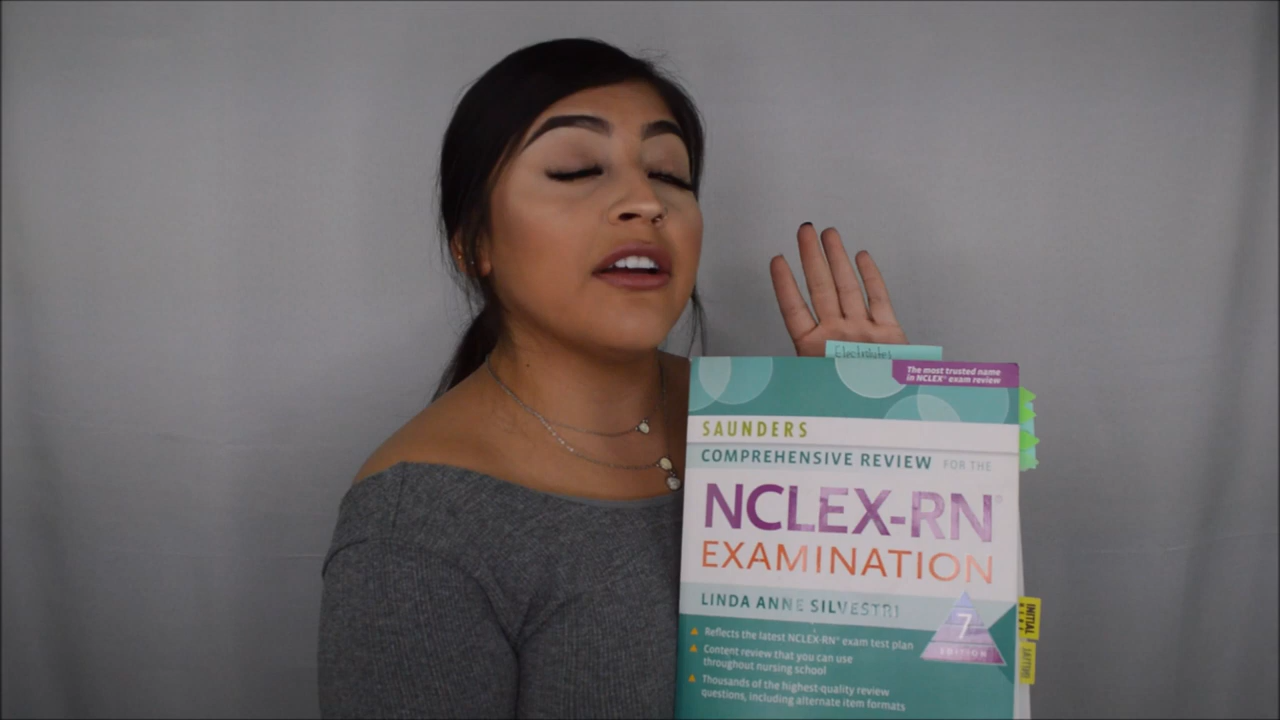 Electrolytes
The most trusted name
in NCLEX® exam review
SAUNDERS
COMPREHENSIVE REVIEW FOR THE
NCLEX-RN®
EXAMINATION
LINDA ANNE SILVESTRI
7
EDITION
Reflects the latest NCLEX-RN® exam test plan
Content review that you can use
throughout nursing school
Thousands of the highest-quality review
questions, including alternate item formats
INITIAL